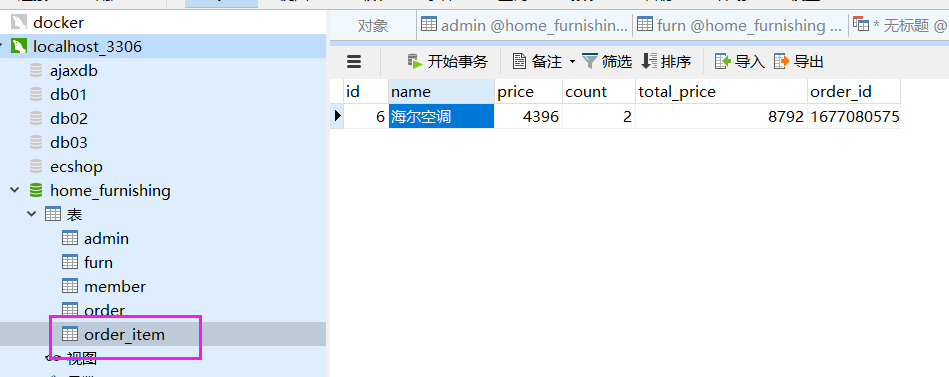 docker
localhost_3306
ajaxdb
db01
db02
db03
ecshop
home_furnishing
表
admin
furn
member
order
order_item
视图
对象 admin @home_furnishin... furn @home_furnishing ... * 无标题 @
开始事务 备注 筛选 排序 导入 导出
id name price count total_price order_id
6 海尔空调 4396 2 8792 1677080575